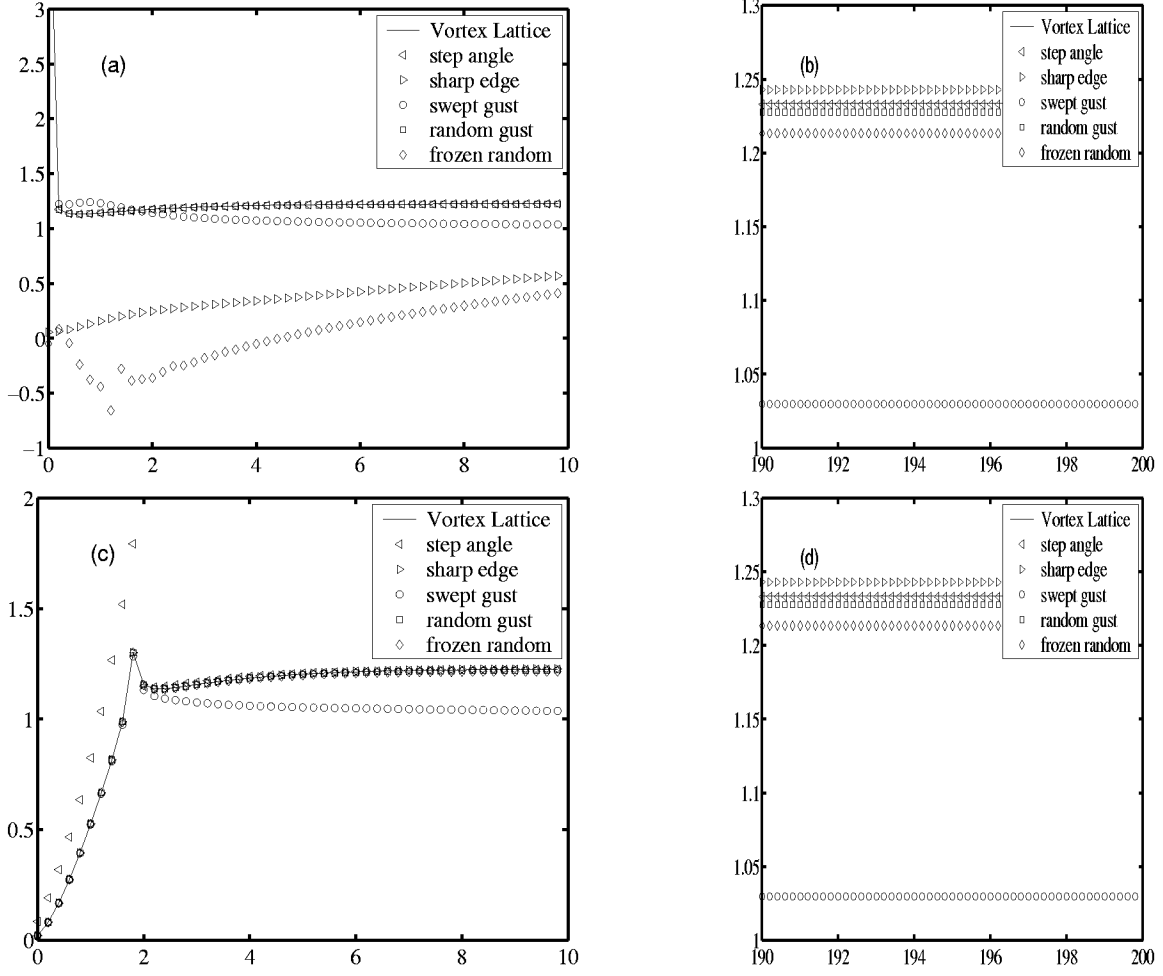 3
2.5
2
1.5
1
0.5
0
−0.5
−1
0 2 4 6 8 10
(a)
Vortex Lattice
step angle
sharp edge
swept gust
random gust
frozen random
1.3
1.25
1.2
1.15
1.1
1.05
1
190 192 194 196 198 200
(b)
Vortex Lattice
step angle
sharp edge
swept gust
random gust
frozen random
2
1.5
1
0.5
0
0 2 4 6 8 10
(c)
Vortex Lattice
step angle
sharp edge
swept gust
random gust
frozen random
1.3
1.25
1.2
1.15
1.1
1.05
1
190 192 194 196 198 200
(d)
Vortex Lattice
step angle
sharp edge
swept gust
random gust
frozen random